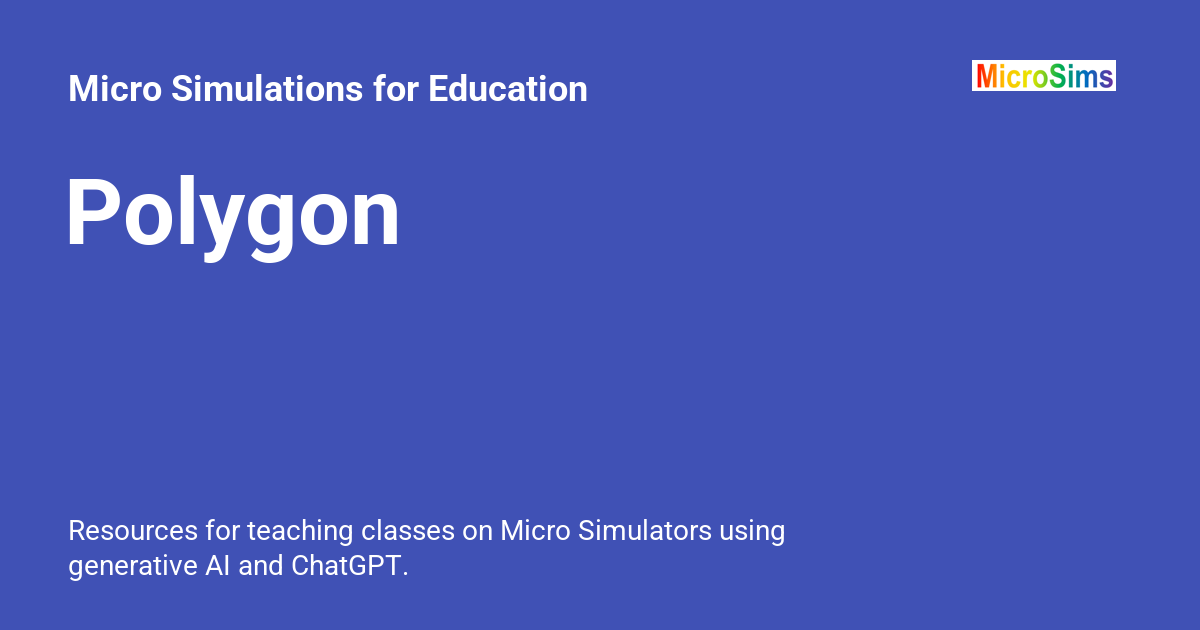 Micro Simulations for Education
MicroSims
Polygon
Resources for teaching classes on Micro Simulators using
generative AI and ChatGPT.